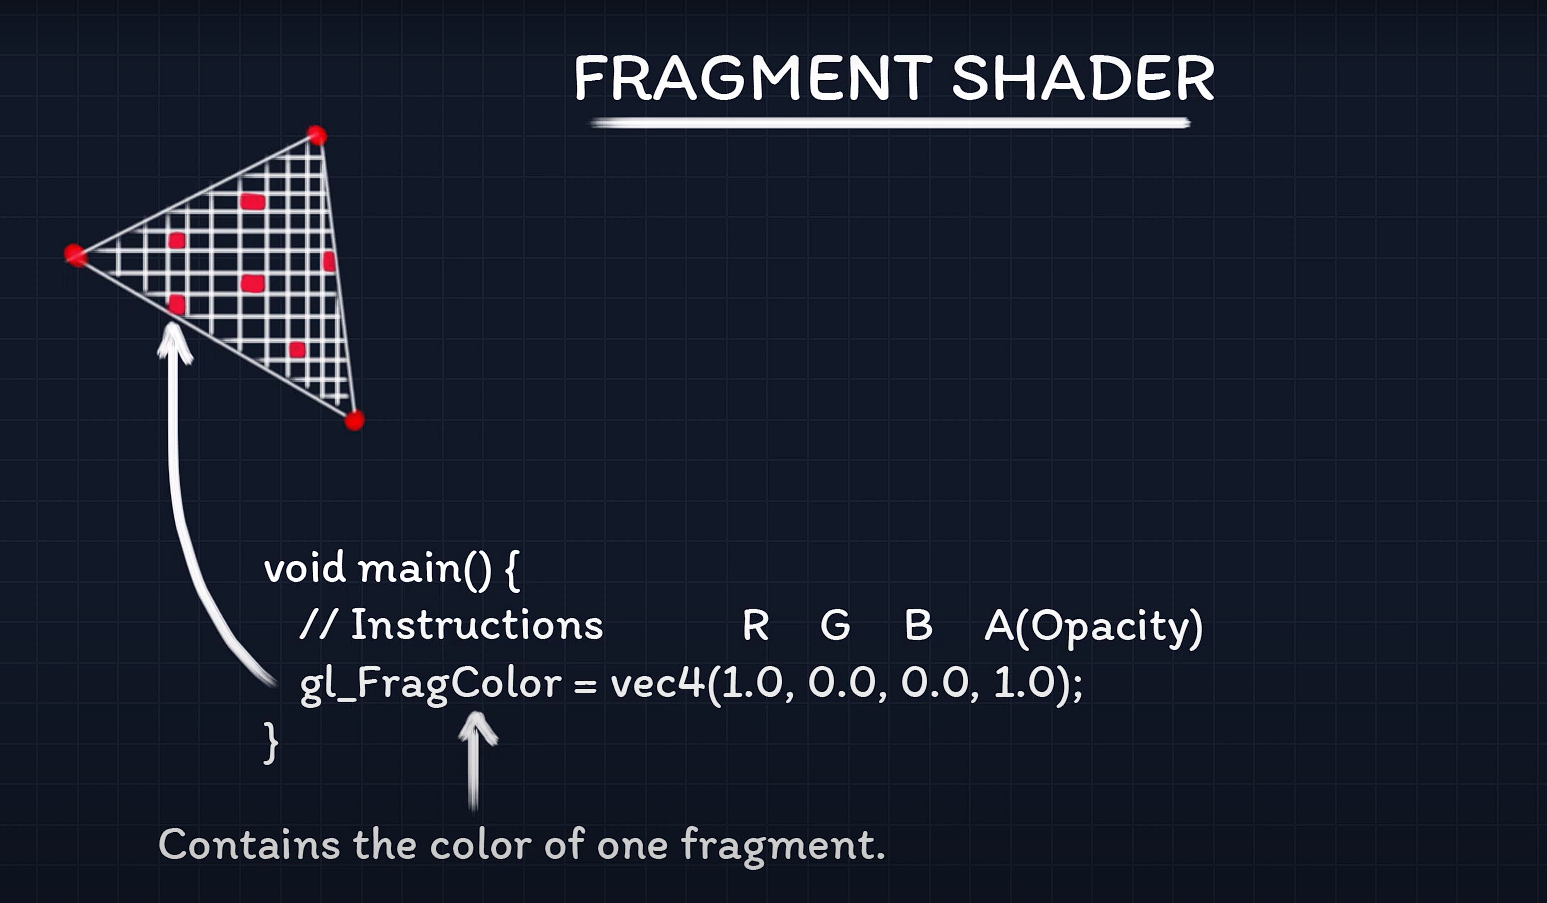 FRAGMENT SHADER
void main() {
// Instructions R G B A(Opacity)
gl_FragColor = vec4(1.0, 0.0, 0.0, 1.0);
}
Contains the color of one fragment.